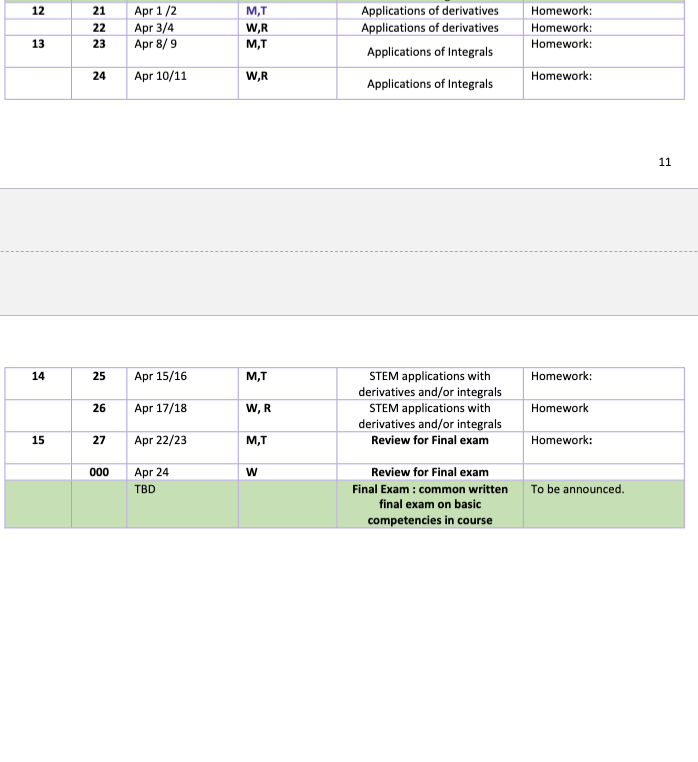 12 21 Apr 1 /2 M,T Applications of derivatives Homework:
22 Apr 3/4 W,R Applications of derivatives Homework:
13 23 Apr 8/ 9 M,T Applications of Integrals Homework:
24 Apr 10/11 W,R Applications of Integrals Homework:
11
14 25 Apr 15/16 M,T STEM applications with Homework:
derivatives and/or integrals
26 Apr 17/18 W, R STEM applications with Homework
derivatives and/or integrals
15 27 Apr 22/23 M,T Review for Final exam Homework:
000 Apr 24 W Review for Final exam
TBD Final Exam : common written To be announced.
final exam on basic
competencies in course